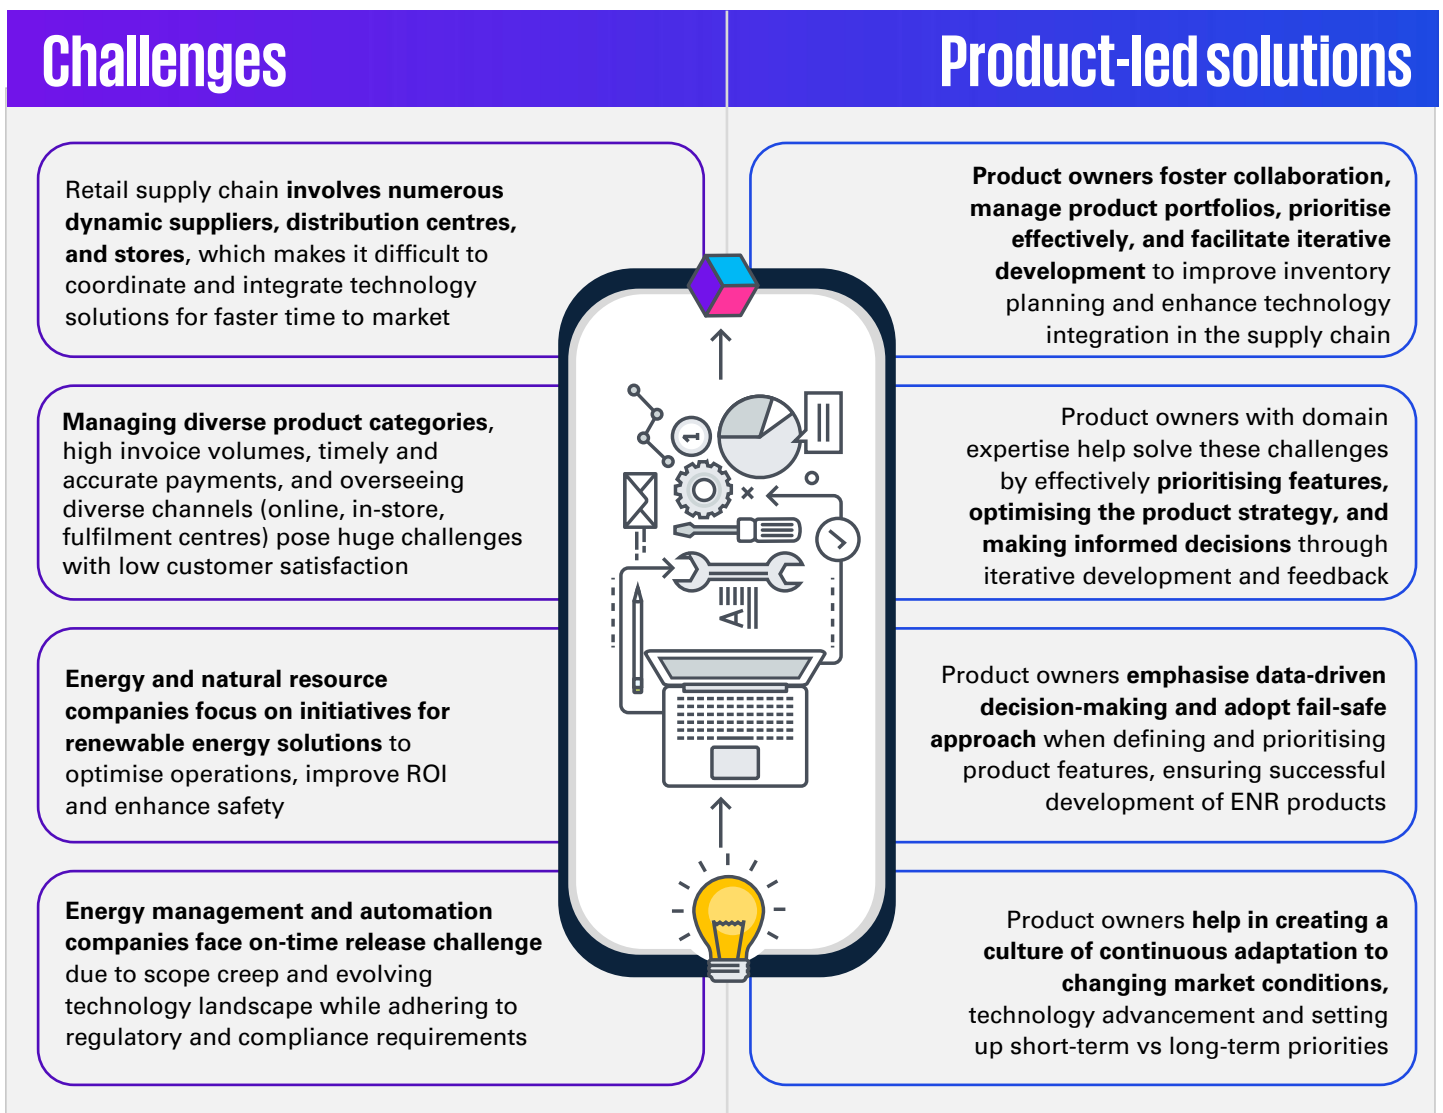 Challenges
Product-led solutions
Retail supply chain involves numerous
dynamic suppliers, distribution centres,
and stores, which makes it difficult to
coordinate and integrate technology
solutions for faster time to market
Product owners foster collaboration,
manage product portfolios, prioritise
effectively, and facilitate iterative
development to improve inventory
planning and enhance technology
integration in the supply chain
Managing diverse product categories,
high invoice volumes, timely and
accurate payments, and overseeing
diverse channels (online, in-store,
fulfilment centres) pose huge challenges
with low customer satisfaction
Product owners with domain
expertise help solve these challenges
by effectively prioritising features,
optimising the product strategy, and
making informed decisions through
iterative development and feedback
Energy and natural resource
companies focus on initiatives for
renewable energy solutions to
optimise operations, improve ROI
and enhance safety
Product owners emphasise data-driven
decision-making and adopt fail-safe
approach when defining and prioritising
product features, ensuring successful
development of ENR products
Energy management and automation
companies face on-time release challenge
due to scope creep and evolving
technology landscape while adhering to
regulatory and compliance requirements
Product owners help in creating a
culture of continuous adaptation to
changing market conditions,
technology advancement and setting
up short-term vs long-term priorities
1
A